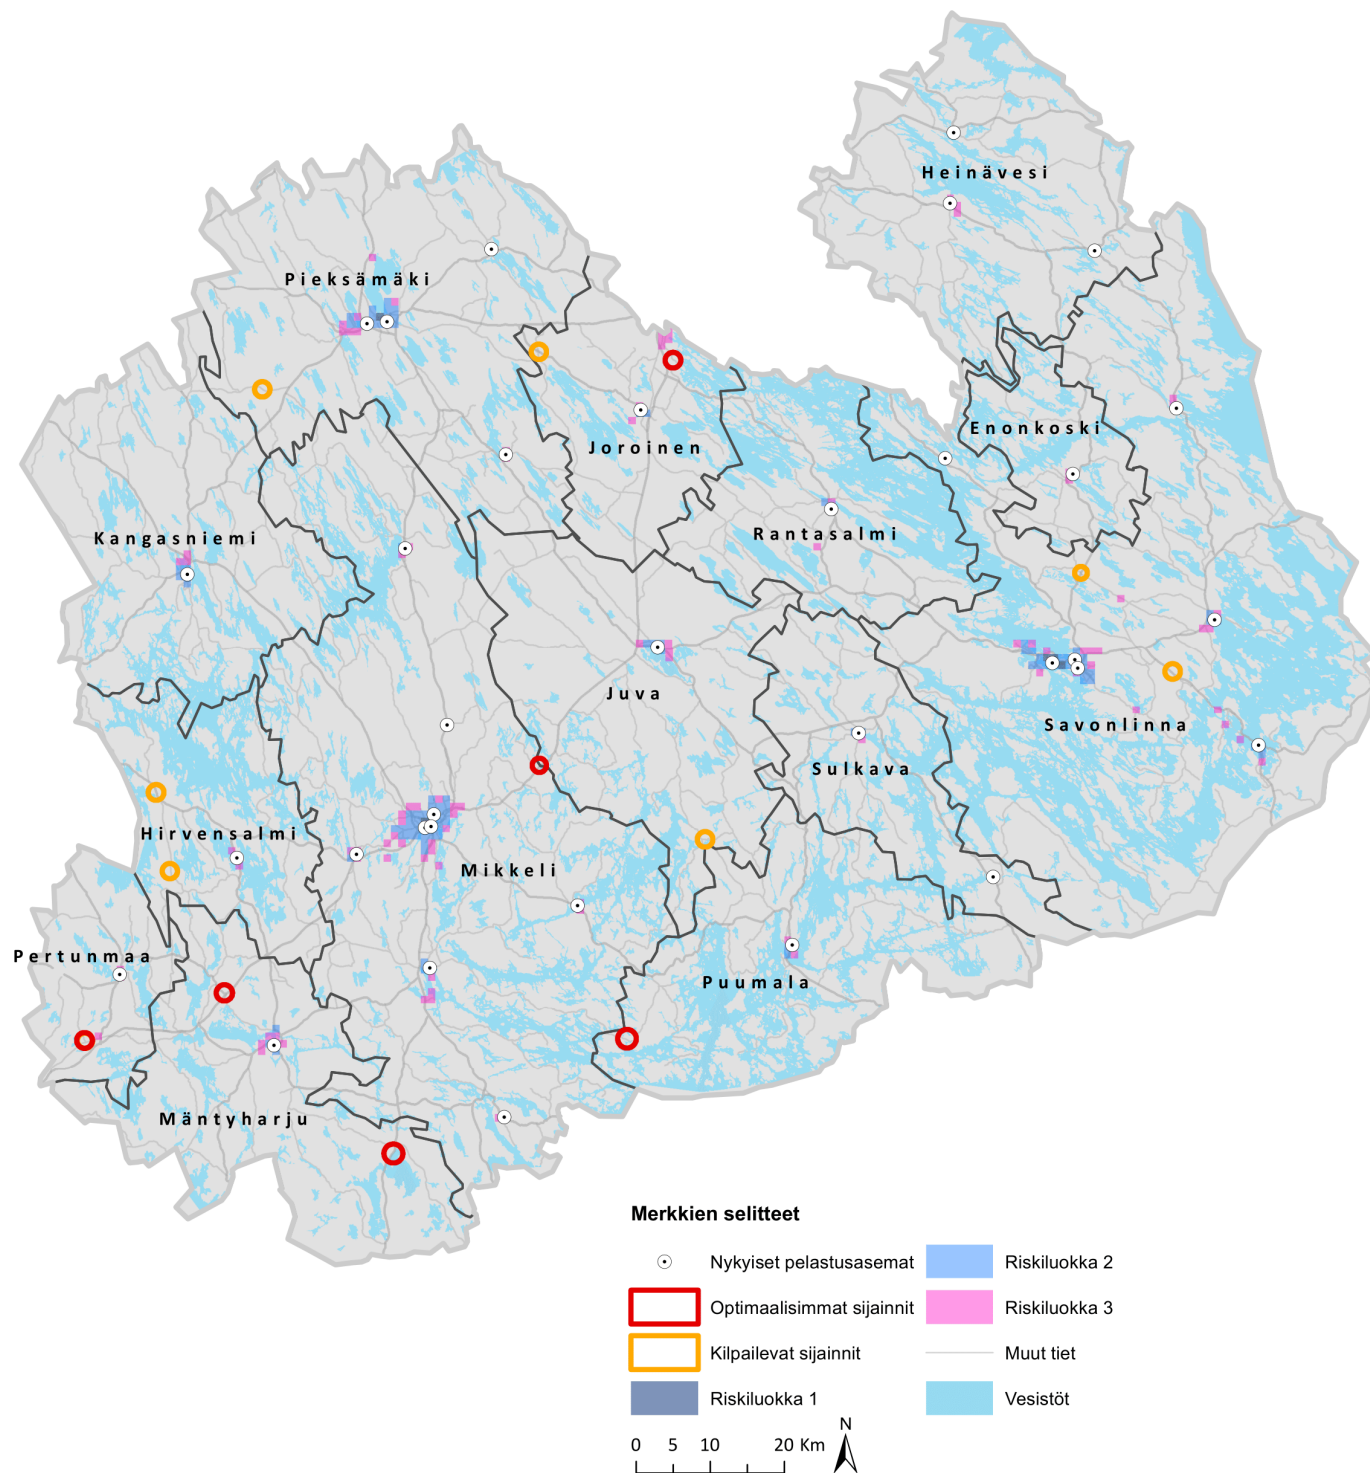 Heinävesi
Pieksämäki
Enonkoski
Joroinen
Rantasalmi
Kangasniemi
Juva
Savonlinna
Sulkava
Hirvensalmi
Mikkeli
Pertunmaa
Puumala
Mäntyharju
Merkkien selitteet
Nykyiset pelastusasemat
Optimaalisimmat sijainnit
Kilpailevat sijainnit
Riskiluokka 1
Riskiluokka 2
Riskiluokka 3
Muut tiet
Vesistöt
0 5 10 20 Km
N